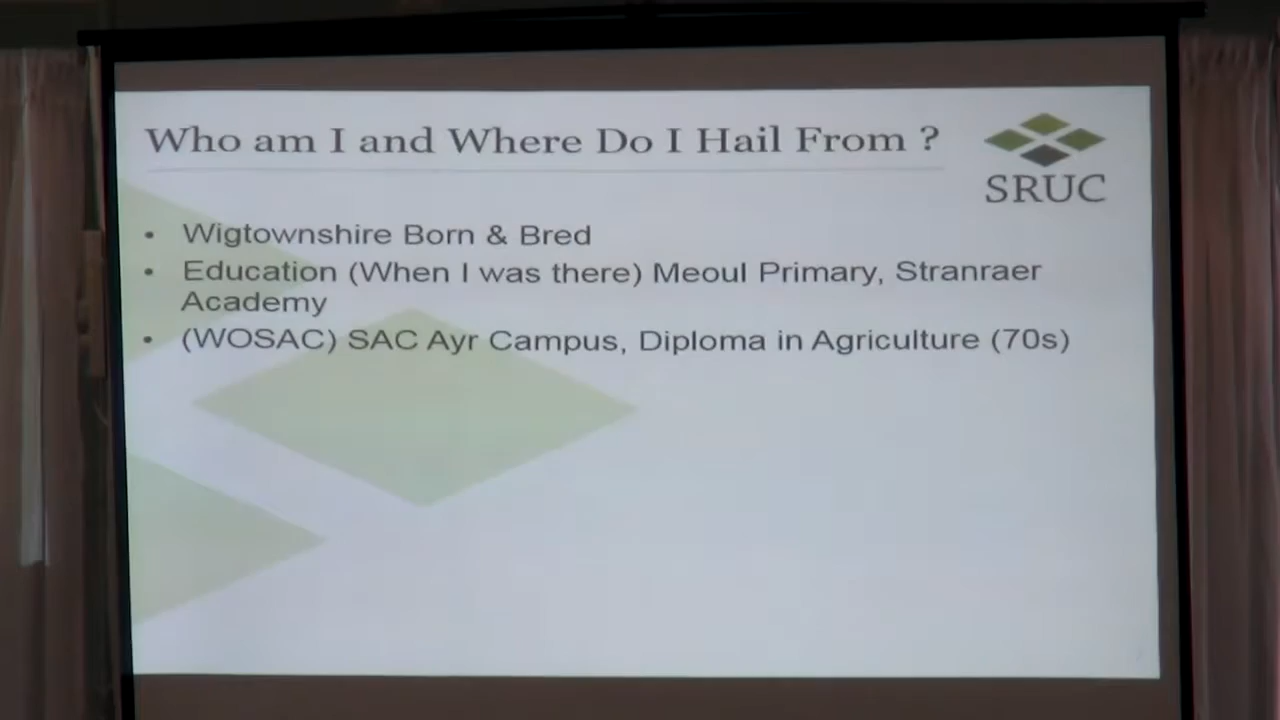 Who am I and Where Do I Hail From ?
SRUC
• Wigtownshire Born & Bred
• Education (When I was there) Meoul Primary, Stranraer
Academy
• (WOSAC) SAC Ayr Campus, Diploma in Agriculture (70s)